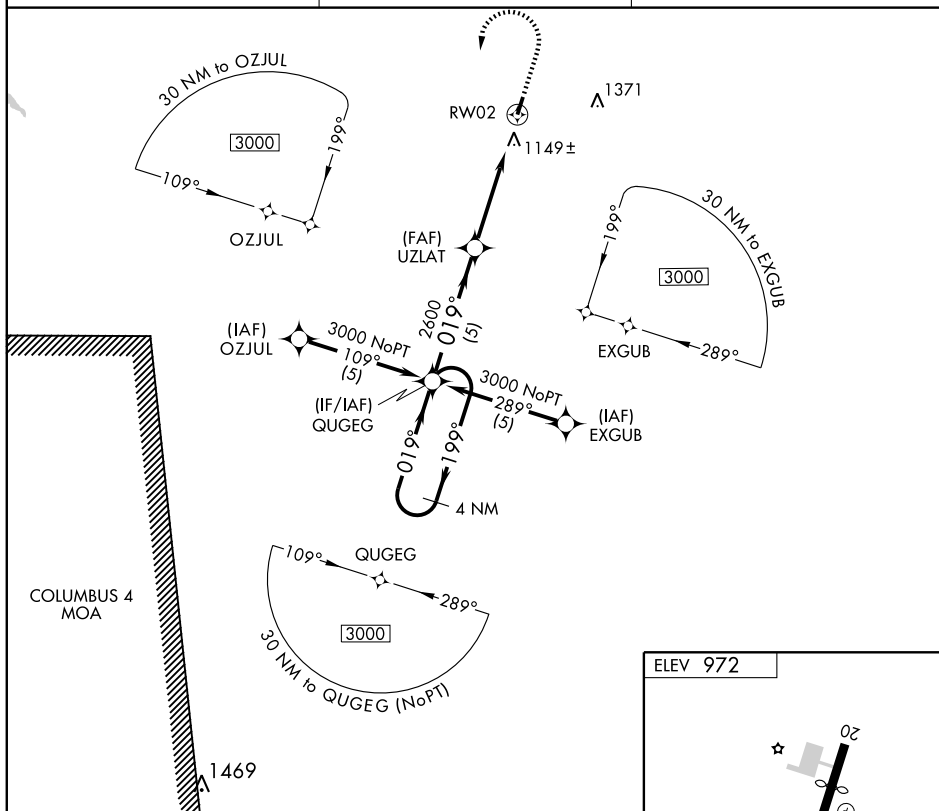 30 NM to OZJUL
3000
199°
109°
OZJUL
RW02
1371
1149±
(FAF)
UZLAT
30 NM to EXGUB
199°
3000
EXGUB
289°
2600
019°
(5)
(IAF)
OZJUL
3000 NoPT
109°
(5)
(IF/IAF)
QUGEG
3000 NoPT
289°
(5)
(IAF)
EXGUB
019°
199°
4 NM
109°
QUGEG
289°
3000
30 NM to QUGEG (NoPT)
COLUMBUS 4
MOA
1469
ELEV 972
20